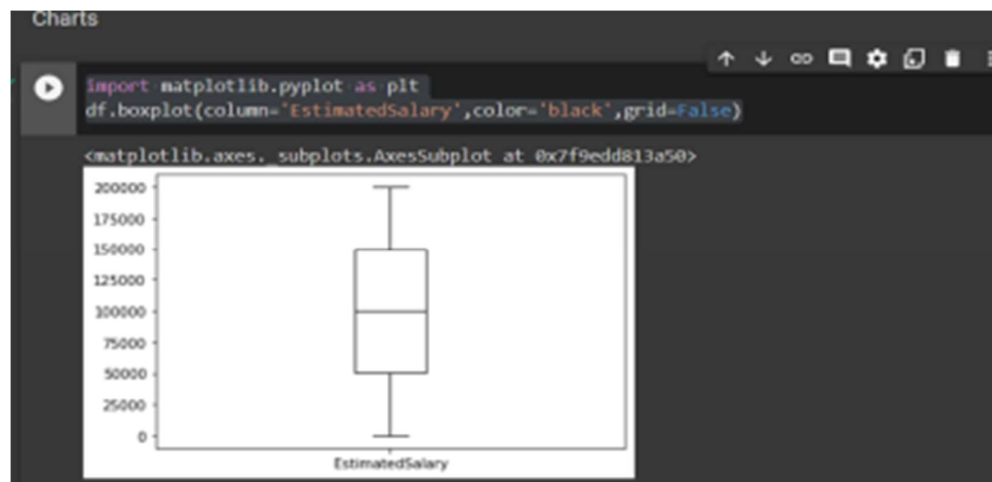 Charts
import matplotlib.pyplot as plt
df.boxplot(column='EstimatedSalary',color='black',grid=False)
<matplotlib.axes._subplots.AxesSubplot at 0x7f9edd813a50>
200000
175000
150000
125000
100000
75000
50000
25000
0
EstimatedSalary